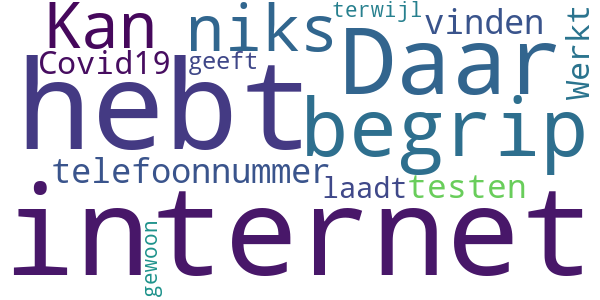 Kan
niks
terwijl
vinden
Werkt
Covid19
geeft
Daar
hebt
begrip
telefoonnummer
laadt
testen
internet
gewoon